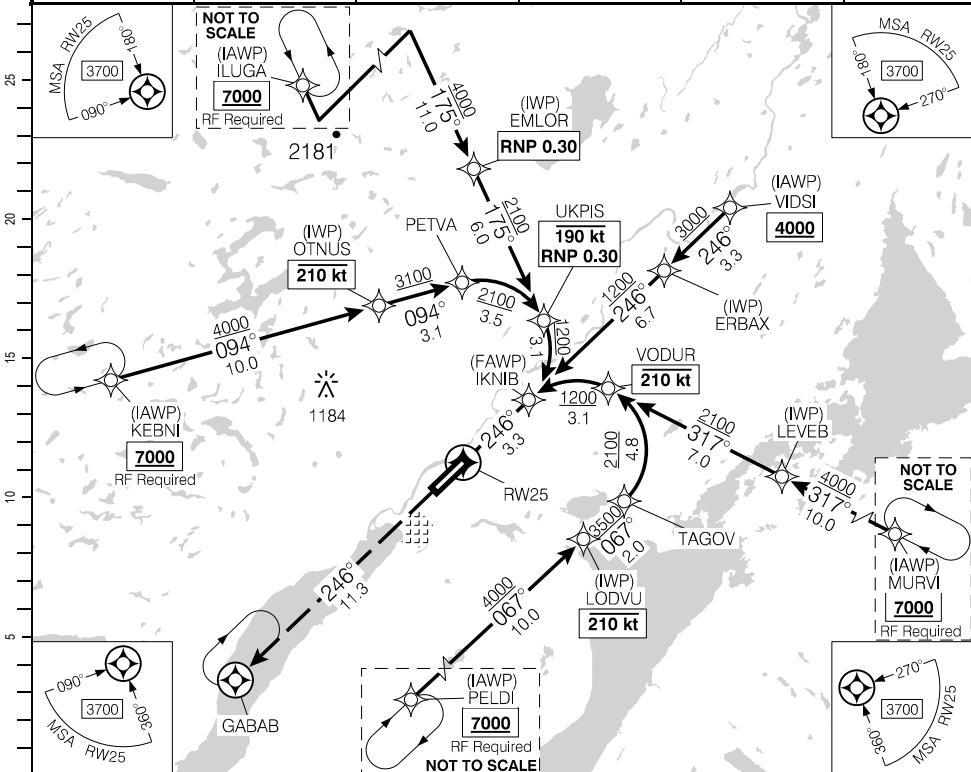 MSA RW25
180°
3700
090°
NOT TO
SCALE
(IAWP)
ILUGA
7000
RF Required
2181
4000
175°
11.0
(IWP)
EMLOR
RNP 0.30
2100
175°
6.0
MSA RW25
180°
3700
270°
25
20
15
10
5
(IAWP)
VIDSI
4000
3000
246°
3.3
(IWP)
ERBAX
1200
246°
6.7
PETVA
UKPIS
190 kt
RNP 0.30
(IWP)
OTNUS
210 kt
3100
094°
3.1
2100
3.5
1200
3.1
4000
094°
10.0
(IAWP)
KEBNI
7000
RF Required
1184
(FAWP)
IKNIB
VODUR
210 kt
1200
3.1
246°
3.3
RW25
2100
4.8
2100
317°
7.0
(IWP)
LEVEB
4000
317°
10.0
NOT TO
SCALE
(IAWP)
MURVI
7000
RF Required
TAGOV
3500
067°
2.0
(IWP)
LODVU
210 kt
4000
067°
10.0
246°
11.3
GABAB
(IAWP)
PELDI
7000
RF Required
NOT TO SCALE
090°
3700
360°
MSA RW25
270°
3700
360°
MSA RW25